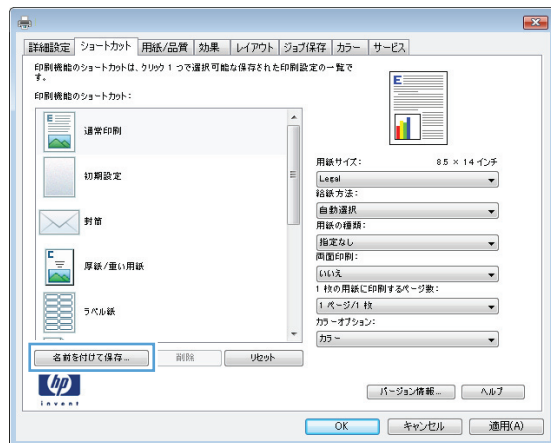 詳細設定 ショートカット 用紙/品質 効果 レイアウト ジョブ保存 カラー サービス
印刷機能のショートカットは、クリック 1 つで選択可能な保存された印刷設定の一覧で
す。
印刷機能のショートカット:
通常印刷
初期設定
封筒
厚紙/重い用紙
ラベル紙
名前を付けて保存... 削除 リセット
E
用紙サイズ: 8.5 × 14 インチ
Legal
給紙方法:
自動選択
用紙の種類:
指定なし
両面印刷:
いいえ
1 枚の用紙に印刷するページ数:
1 ページ/1 枚
カラーオプション:
カラー
hp
invent
バージョン情報... ヘルプ
OK キャンセル 適用(A)